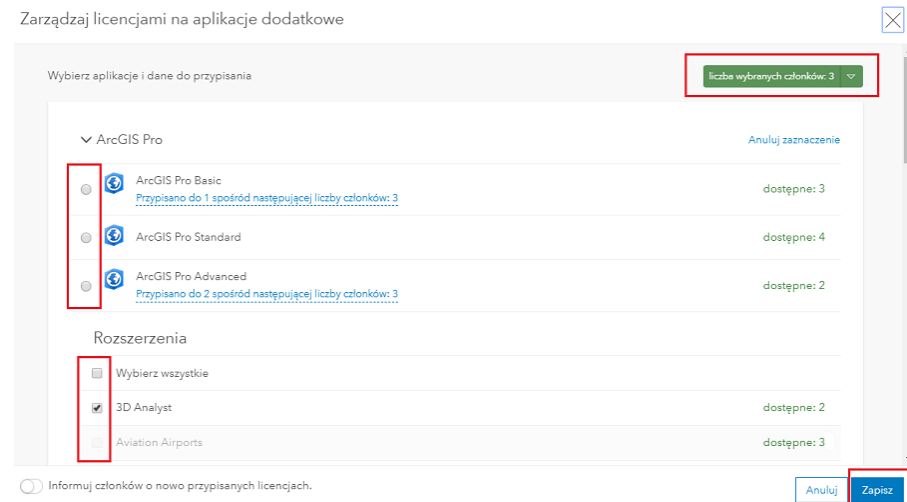 Zarządzaj licencjami na aplikacje dodatkowe
Wybierz aplikacje i dane do przypisania
liczba wybranych członków: 3
ArcGIS Pro
Anuluj zaznaczenie
ArcGIS Pro Basic
Przypisano do 1 spośród następującej liczby członków: 3
dostępne: 3
ArcGIS Pro Standard
dostępne: 4
ArcGIS Pro Advanced
Przypisano do 2 spośród następującej liczby członków: 3
dostępne: 2
Rozszerzenia
Wybierz wszystkie
3D Analyst
dostępne: 2
Aviation Airports
dostępne: 3
Informuj członków o nowo przypisanych licencjach.
Anuluj
Zapisz